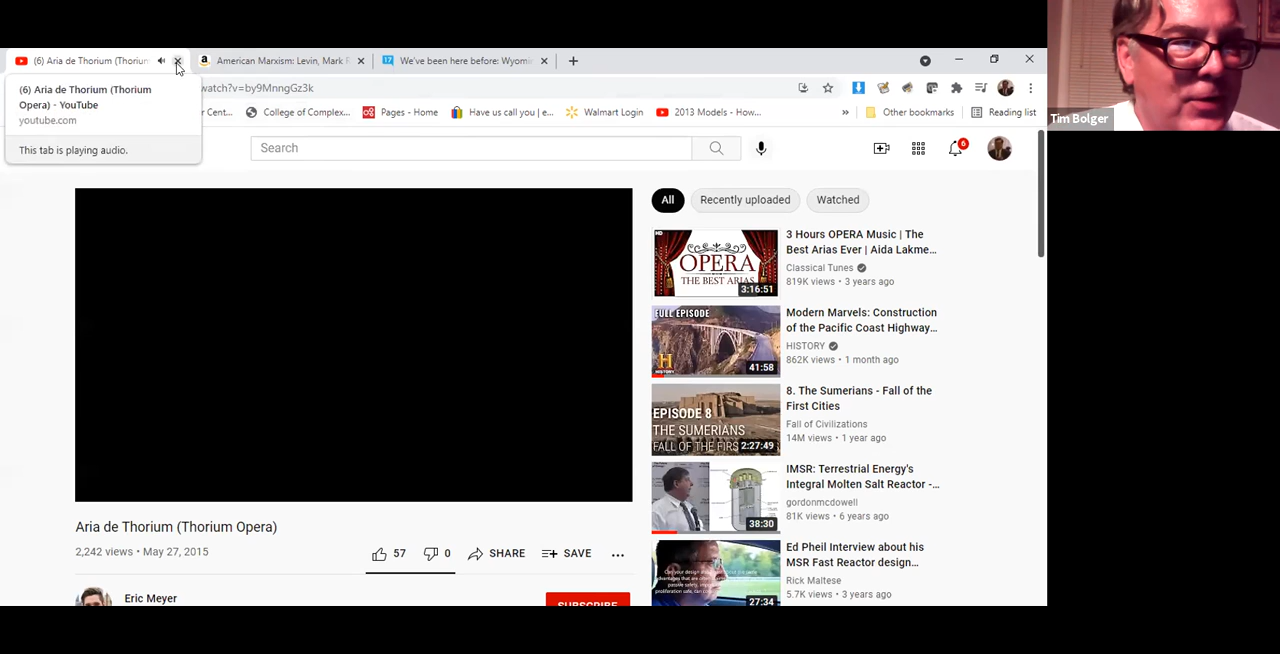 (6) Aria de Thorium (Thorium
American Marxism: Levin, Mark R
We've been here before: Wyomi
(6) Aria de Thorium (Thorium
Opera) - YouTube
youtube.com
This tab is playing audio.
watch?v=by9MnngGz3k
r Cent...
College of Complex...
Pages - Home
Have us call you | e...
Walmart Login
2013 Models : : All...
»
Other bookmarks
Reading list
Tim Bolger
Search
6
All
Recently uploaded
Watched
HD
OPERA
THE BEST ARIAS
3:16:51
3 Hours OPERA Music | The
Best Arias Ever | Aida Lakme...
Classical Tunes
819K views • 3 years ago
FULL EPISODE
H
HISTORY
41:58
Modern Marvels: Construction
of the Pacific Coast Highway...
HISTORY
862K views • 1 month ago
EPISODE 8
THE SUMERIANS
FALL OF THE FIRS
2:27:49
8. The Sumerians - Fall of the
First Cities
Fall of Civilizations
14M views • 1 year ago
38:30
IMSR: Terrestrial Energy's
Integral Molten Salt Reactor -...
gordonmcdowell
81K views • 6 years ago
27:34
Ed Pheil Interview about his
MSR Fast Reactor design...
Rick Maltese
5.7K views • 3 years ago
Aria de Thorium (Thorium Opera)
2,242 views • May 27, 2015
57
0
SHARE
SAVE
Eric Meyer
SUBSCRIBE